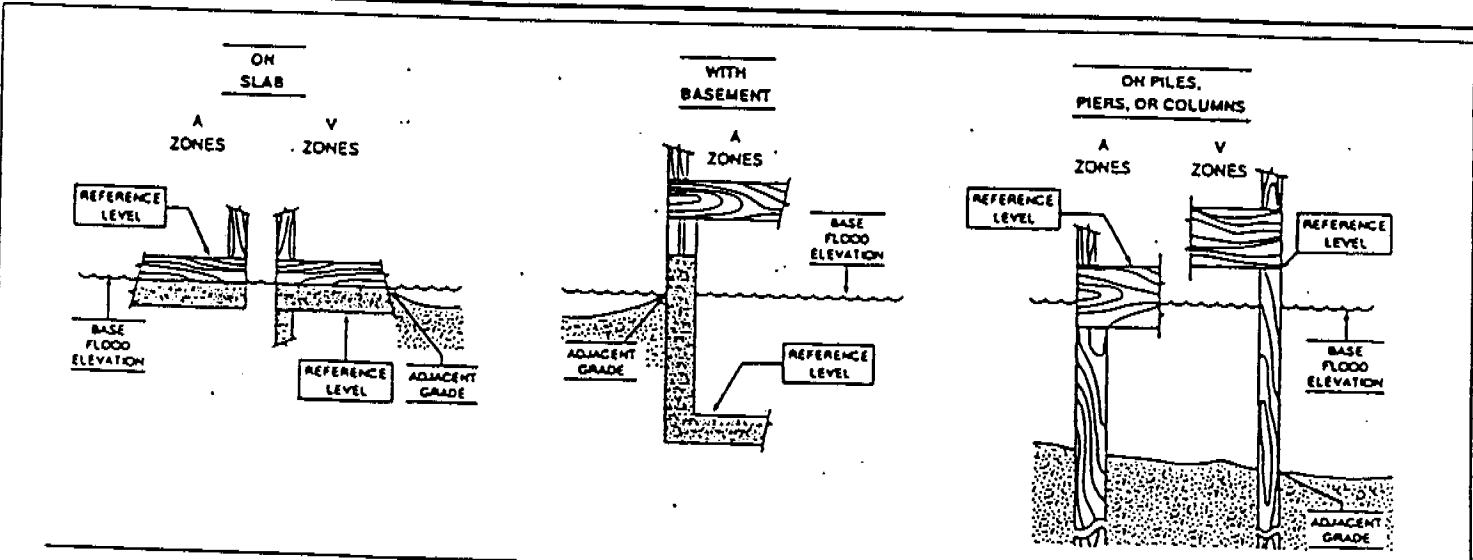 ON
SLAB
A
ZONES
V
ZONES
REFERENCE
LEVEL
BASE
FLOOD
ELEVATION
REFERENCE
LEVEL
ADJACENT
GRADE
WITH
BASEMENT
A
ZONES
BASE
FLOOD
ELEVATION
ADJACENT
GRADE
REFERENCE
LEVEL
ON PILES,
PIERS, OR COLUMNS
A
ZONES
V
ZONES
REFERENCE
LEVEL
REFERENCE
LEVEL
BASE
FLOOD
ELEVATION
ADJACENT
GRADE